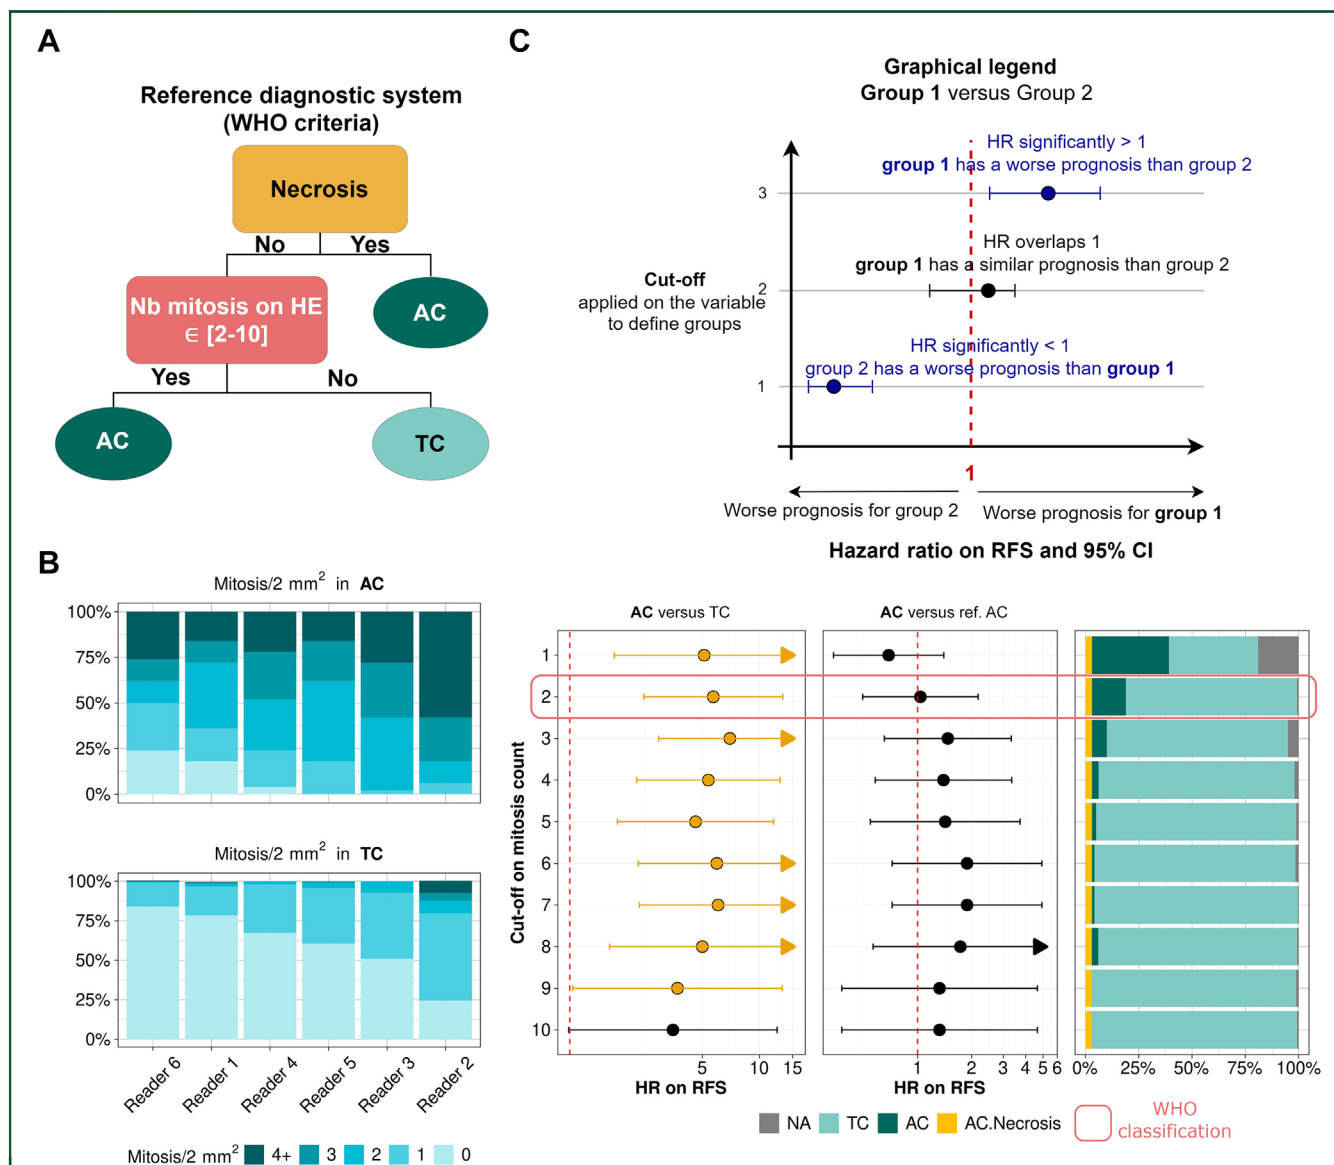 A
Reference diagnostic system
(WHO criteria)
Necrosis
No
Yes
Nb mitosis on HE
∈ [2-10]
AC
Yes
No
AC
TC
B
Mitosis/2 mm² in AC
100%
75%
50%
25%
0%
Mitosis/2 mm² in TC
100%
75%
50%
25%
0%
Reader 6
Reader 1
Reader 4
Reader 5
Reader 3
Reader 2
Mitosis/2 mm² 4+ 3 2 1 0
C
Graphical legend
Group 1 versus Group 2
HR significantly > 1
group 1 has a worse prognosis than group 2
3
HR overlaps 1
group 1 has a similar prognosis than group 2
2
Cut-off
applied on the variable
to define groups
HR significantly < 1
group 2 has a worse prognosis than group 1
1
1
Worse prognosis for group 2
Worse prognosis for group 1
Hazard ratio on RFS and 95% CI
AC versus TC
AC versus ref. AC
Cut-off on mitosis count
1
2
3
4
5
6
7
8
9
10
5 10 15
HR on RFS
1 2 3 4 5 6
HR on RFS
0% 25% 50% 75% 100%
NA TC AC AC.Necrosis
WHO
classification